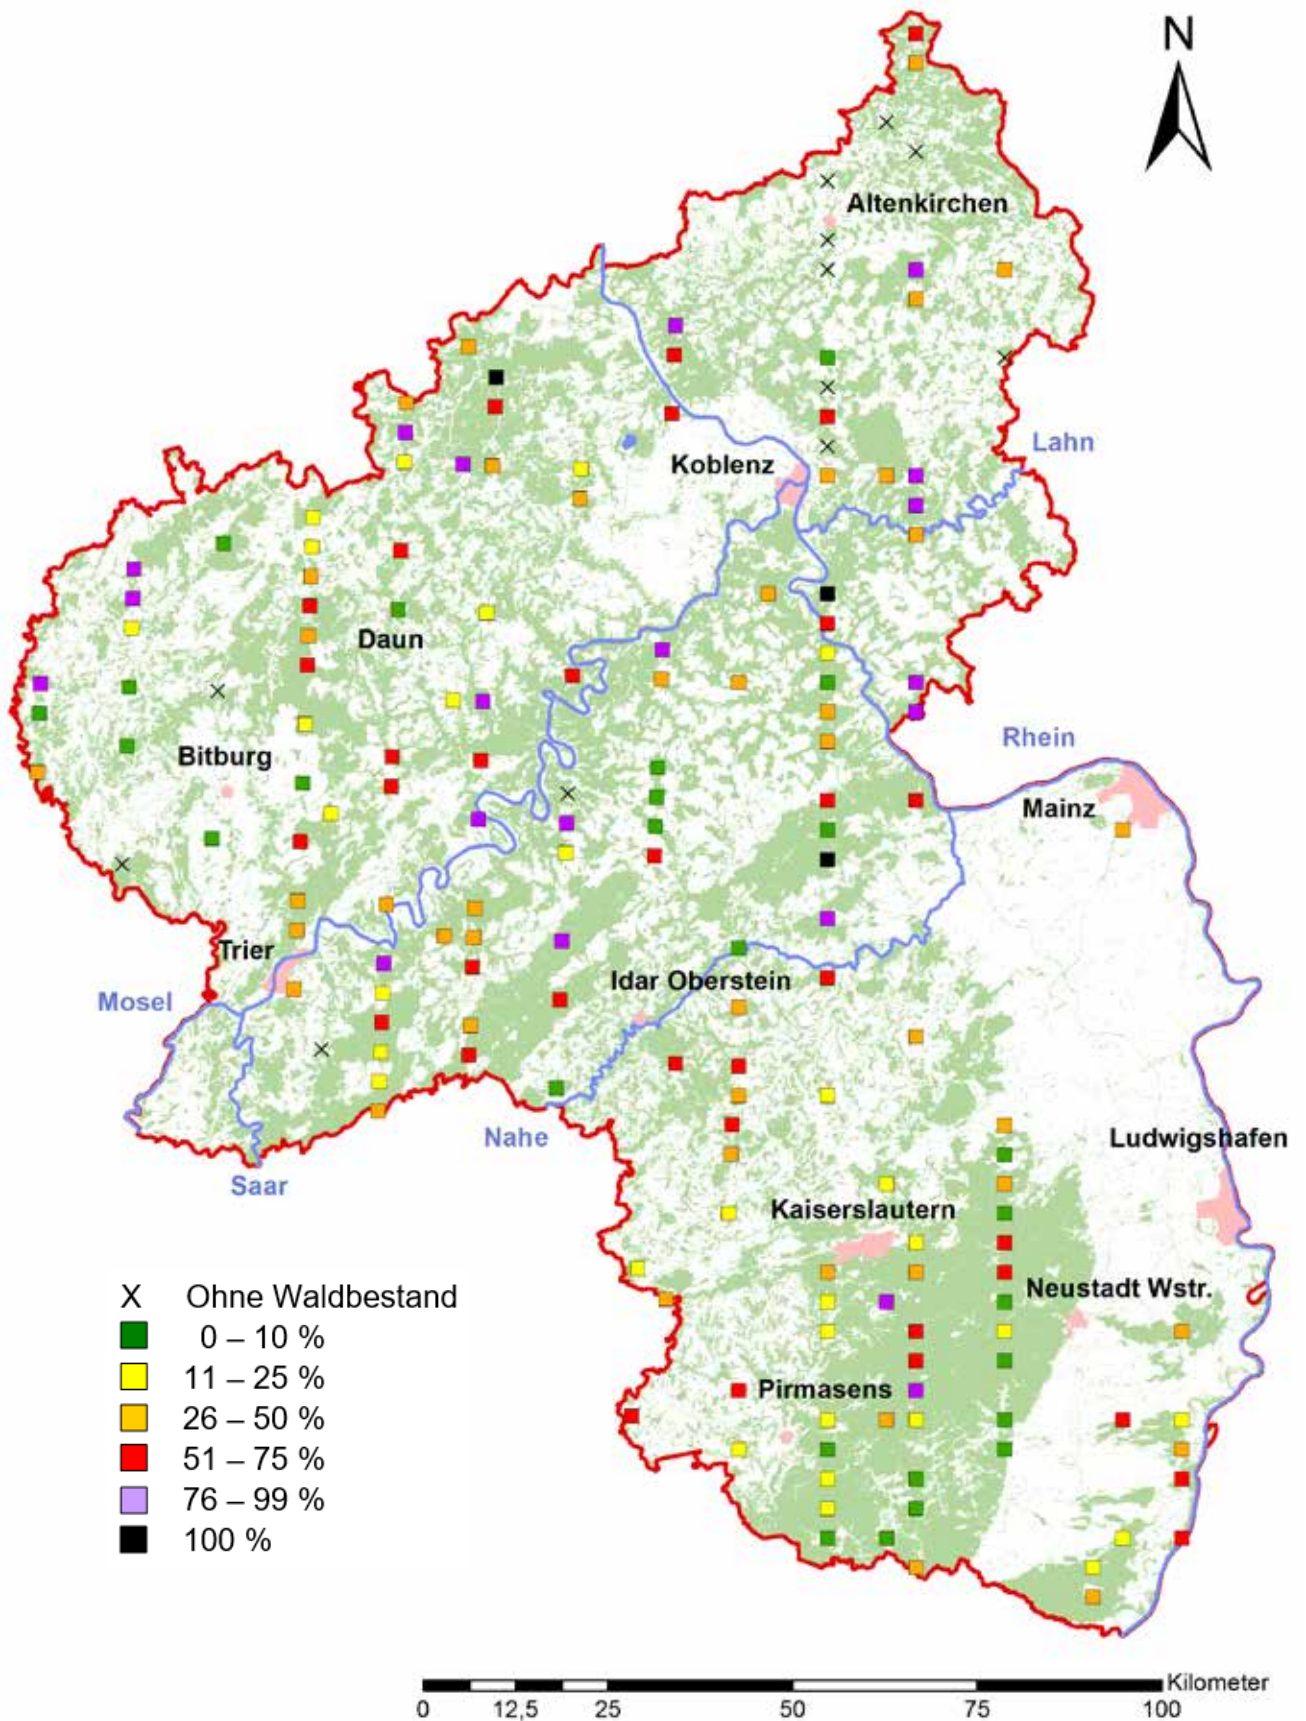 N
Altenkirchen
Lahn
Koblenz
Daun
Bitburg
Rhein
Mainz
Trier
Idar Oberstein
Mosel
Nahe
Ludwigshafen
Saar
Kaiserslautern
Neustadt Wstr.
Pirmasens
X Ohne Waldbestand
0 – 10 %
11 – 25 %
26 – 50 %
51 – 75 %
76 – 99 %
100 %
Kilometer
0 12,5 25 50 75 100